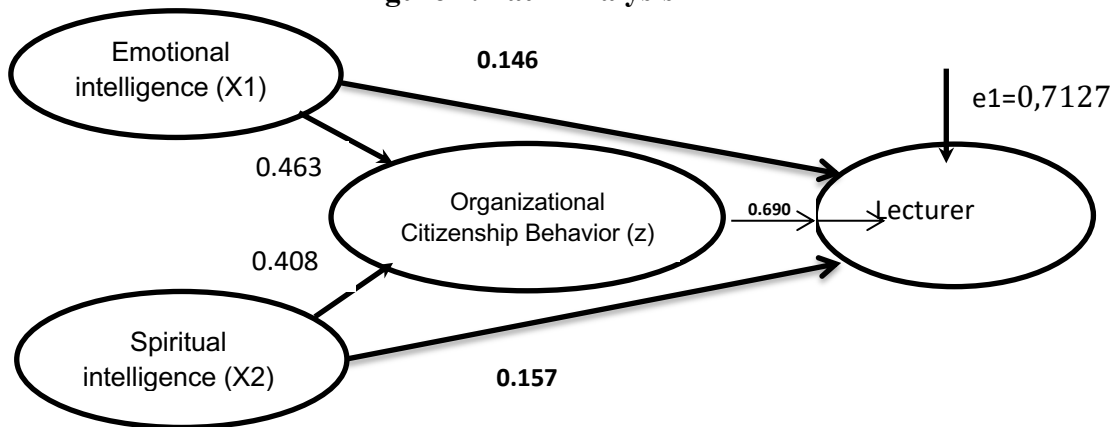 Emotional
intelligence (X1)
0.146
e1=0,7127
0.463
Organizational
Citizenship Behavior (z)
0.690
Lecturer
0.408
Spiritual
intelligence (X2)
0.157